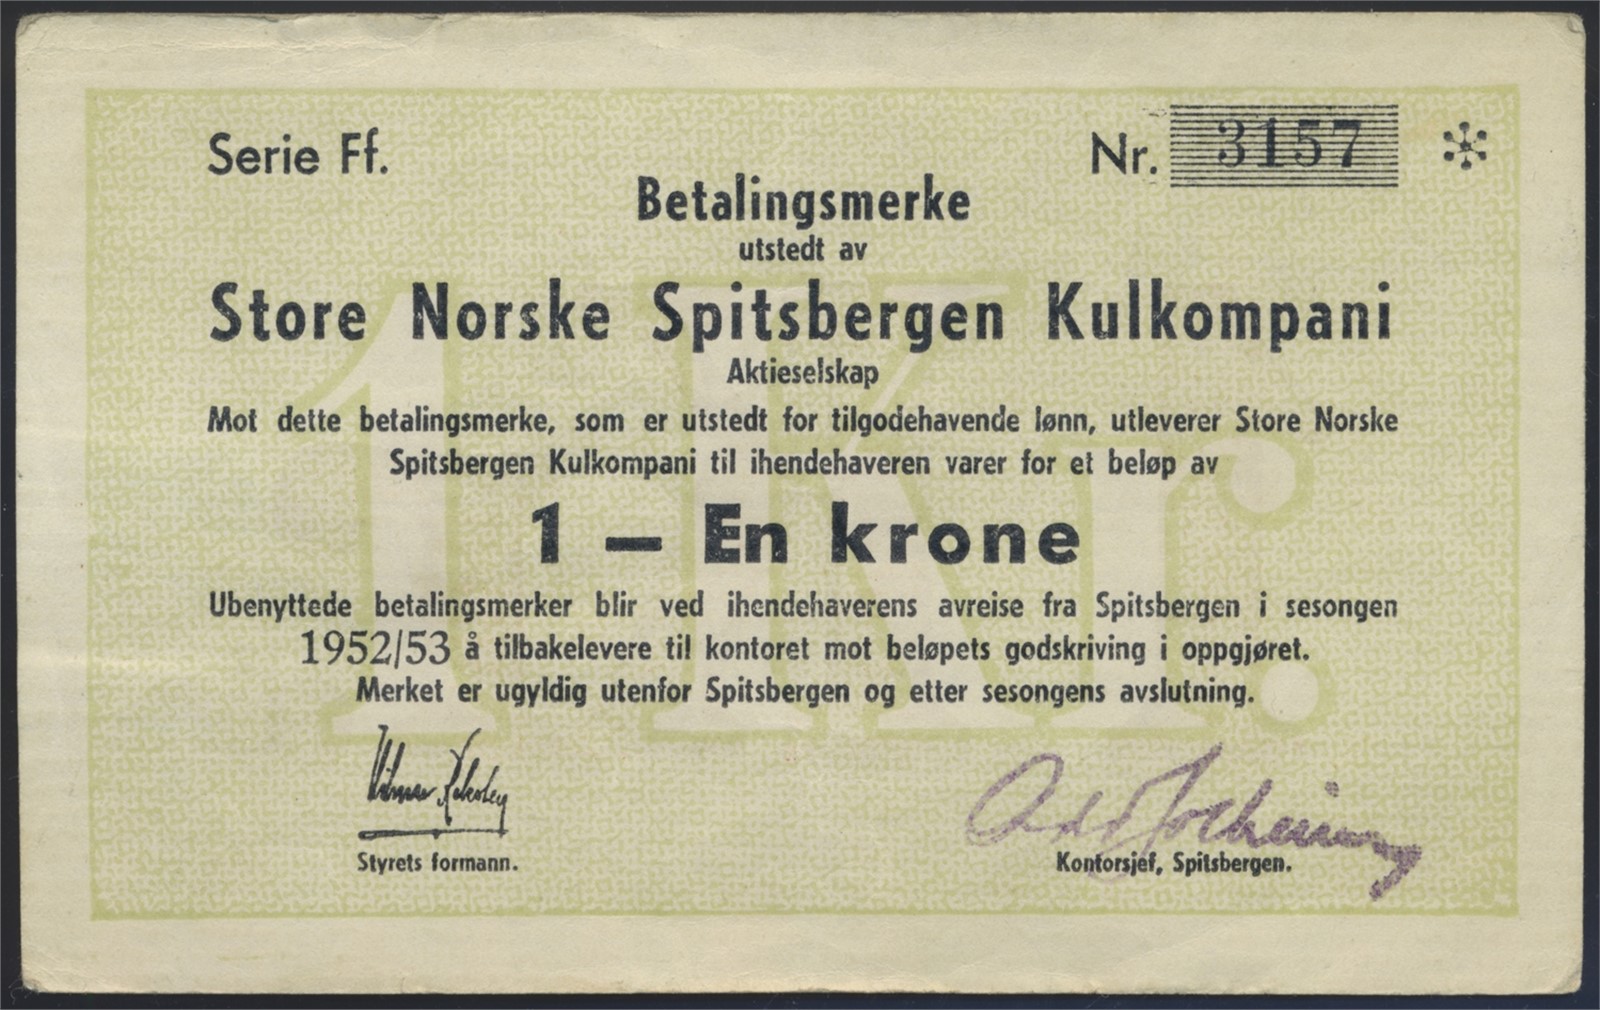 Serie Ff.
Nr. 3157
Betalingsmerke
utstedt av
Store Norske Spitsbergen Kulkompani
Aktieselskap
Mot dette betalingsmerke, som er utstedt for tilgodehavende lønn, utleverer Store Norske
Spitsbergen Kulkompani til ihendehaveren varer for et beløp av
1 — En krone
Ubenyttede betalingsmerker blir ved ihendehaverens avreise fra Spitsbergen i sesongen
1952/53 å tilbakelevere til kontoret mot beløpets godskriving i oppgjøret.
Merket er ugyldig utenfor Spitsbergen og etter sesongens avslutning.
1 Kr.
Styrets formann.
Kontorsjef, Spitsbergen.